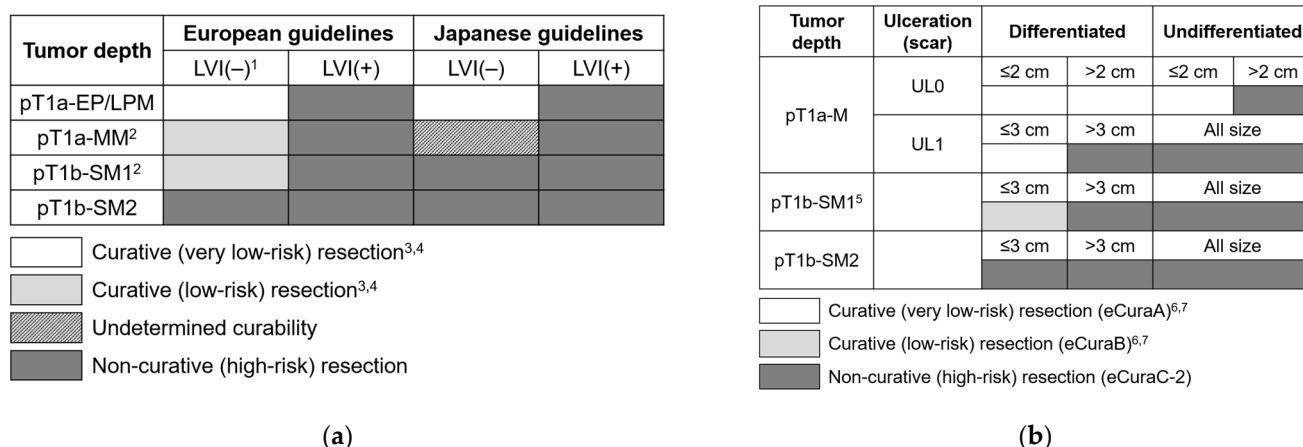 Tumor depth European guidelines Japanese guidelines
LVI(–)¹ LVI(+) LVI(–) LVI(+)
pT1a-EP/LPM
pT1a-MM²
pT1b-SM1²
pT1b-SM2
Curative (very low-risk) resection³,⁴
Curative (low-risk) resection³,⁴
Undetermined curability
Non-curative (high-risk) resection
(a)
Tumor depth Ulceration (scar) Differentiated Undifferentiated
pT1a-M UL0 ≤2 cm >2 cm ≤2 cm >2 cm
UL1 ≤3 cm >3 cm All size
pT1b-SM1⁵ ≤3 cm >3 cm All size
pT1b-SM2 ≤3 cm >3 cm All size
Curative (very low-risk) resection (eCuraA)⁶,⁷
Curative (low-risk) resection (eCuraB)⁶,⁷
Non-curative (high-risk) resection (eCuraC-2)
(b)